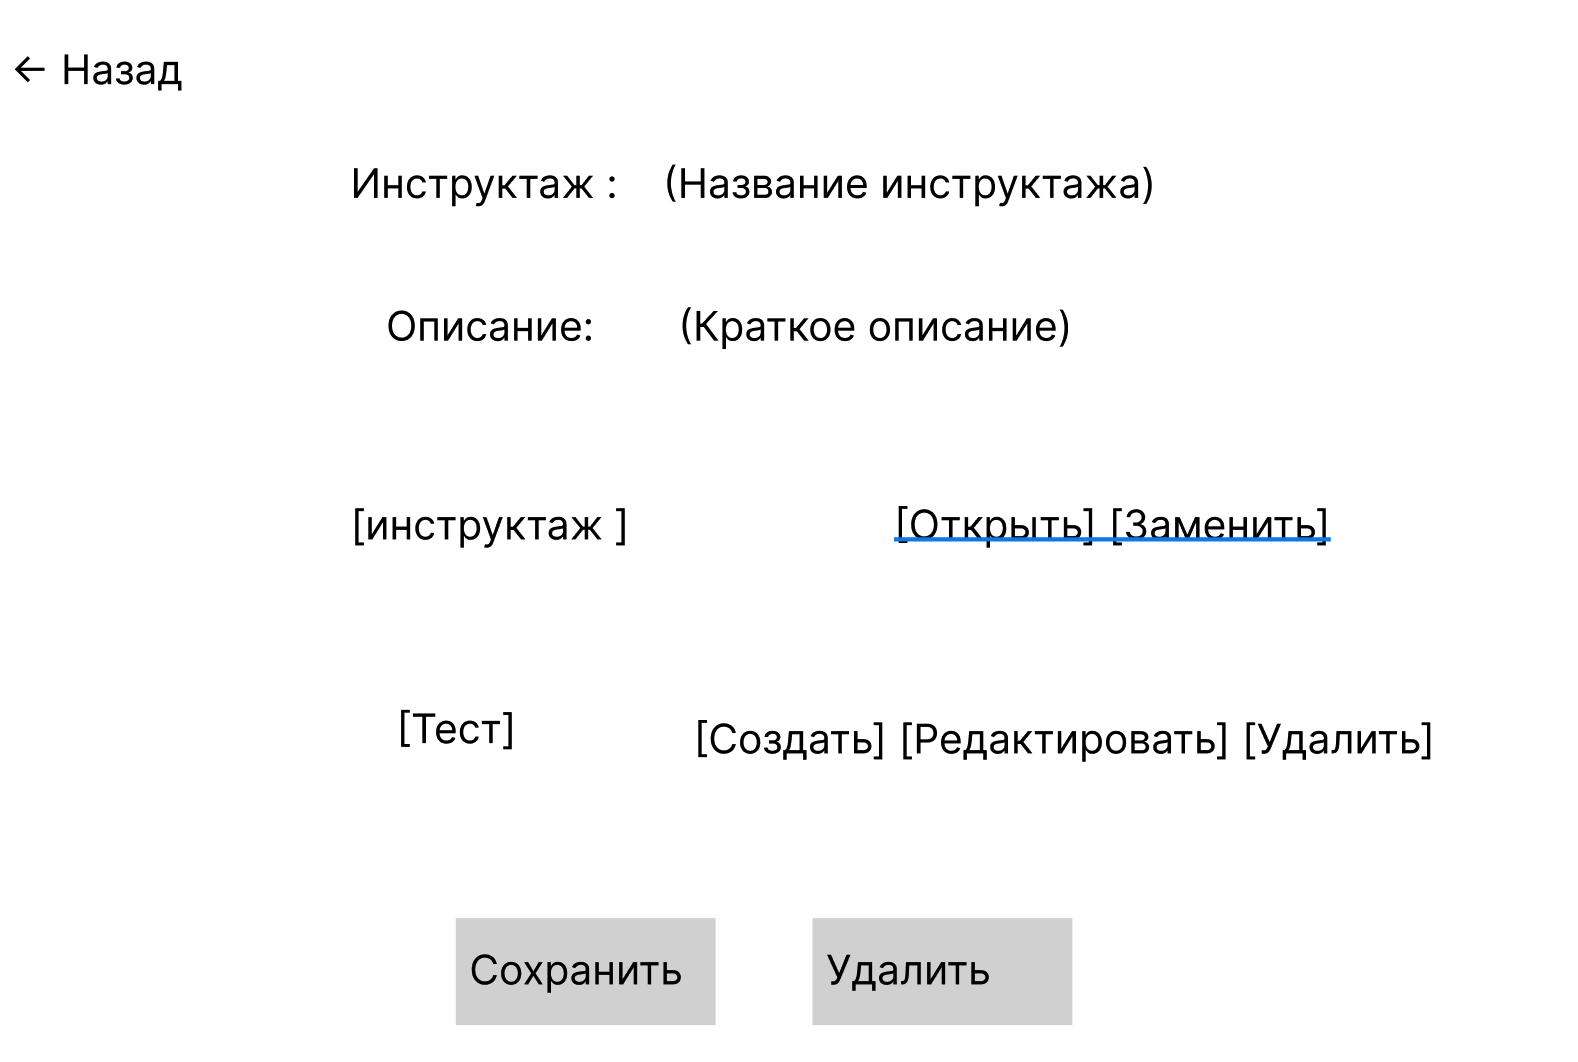 ← Назад
Инструктаж : (Название инструктажа)
Описание: (Краткое описание)
[инструктаж ] [Открыть] [Заменить]
[Тест] [Создать] [Редактировать] [Удалить]
Сохранить Удалить